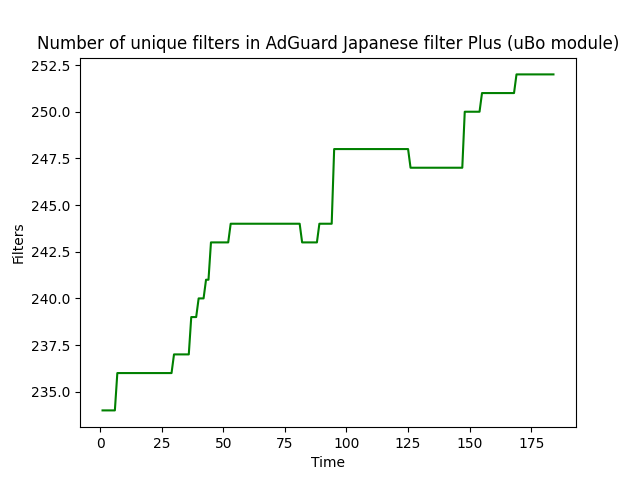 Number of unique filters in AdGuard Japanese filter Plus (uBo module)
252.5
250.0
247.5
245.0
242.5
240.0
237.5
235.0
Filters
0 25 50 75 100 125 150 175
Time